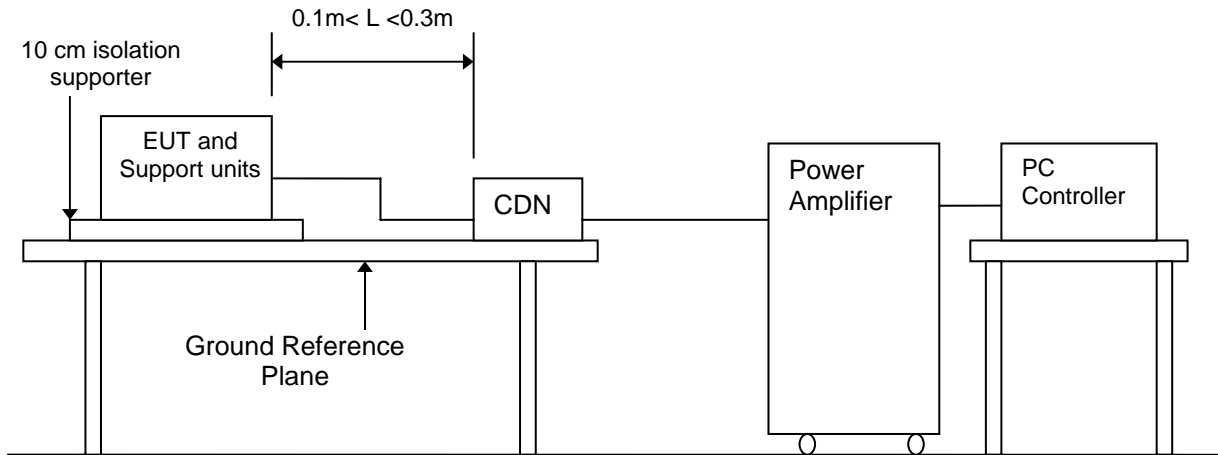 0.1m< L <0.3m
10 cm isolation
supporter
EUT and
Support units
CDN
Power
Amplifier
PC
Controller
Ground Reference
Plane